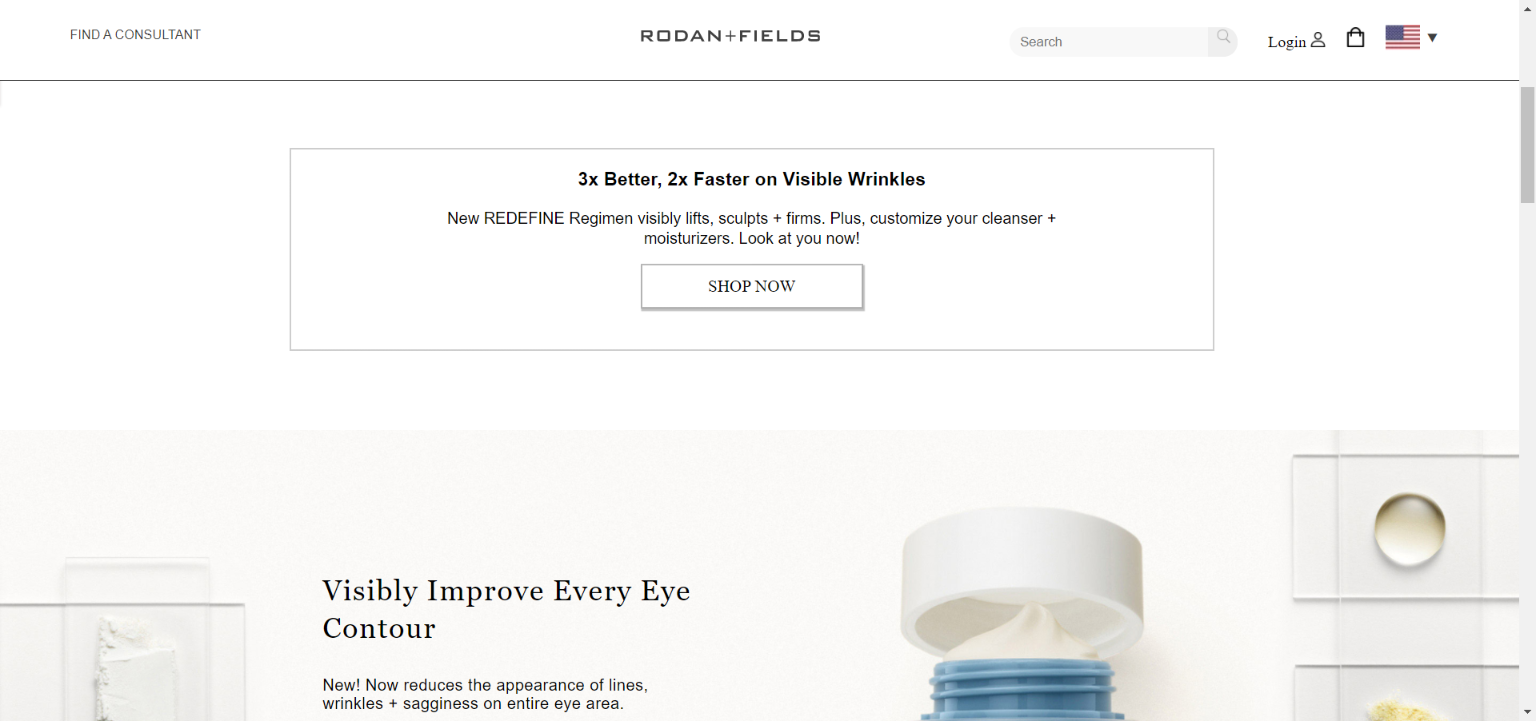 FIND A CONSULTANT
RODAN+FIELDS
Search
Login
3x Better, 2x Faster on Visible Wrinkles
New REDEFINE Regimen visibly lifts, sculpts + firms. Plus, customize your cleanser +
moisturizers. Look at you now!
SHOP NOW
Visibly Improve Every Eye
Contour
New! Now reduces the appearance of lines,
wrinkles + sagginess on entire eye area.